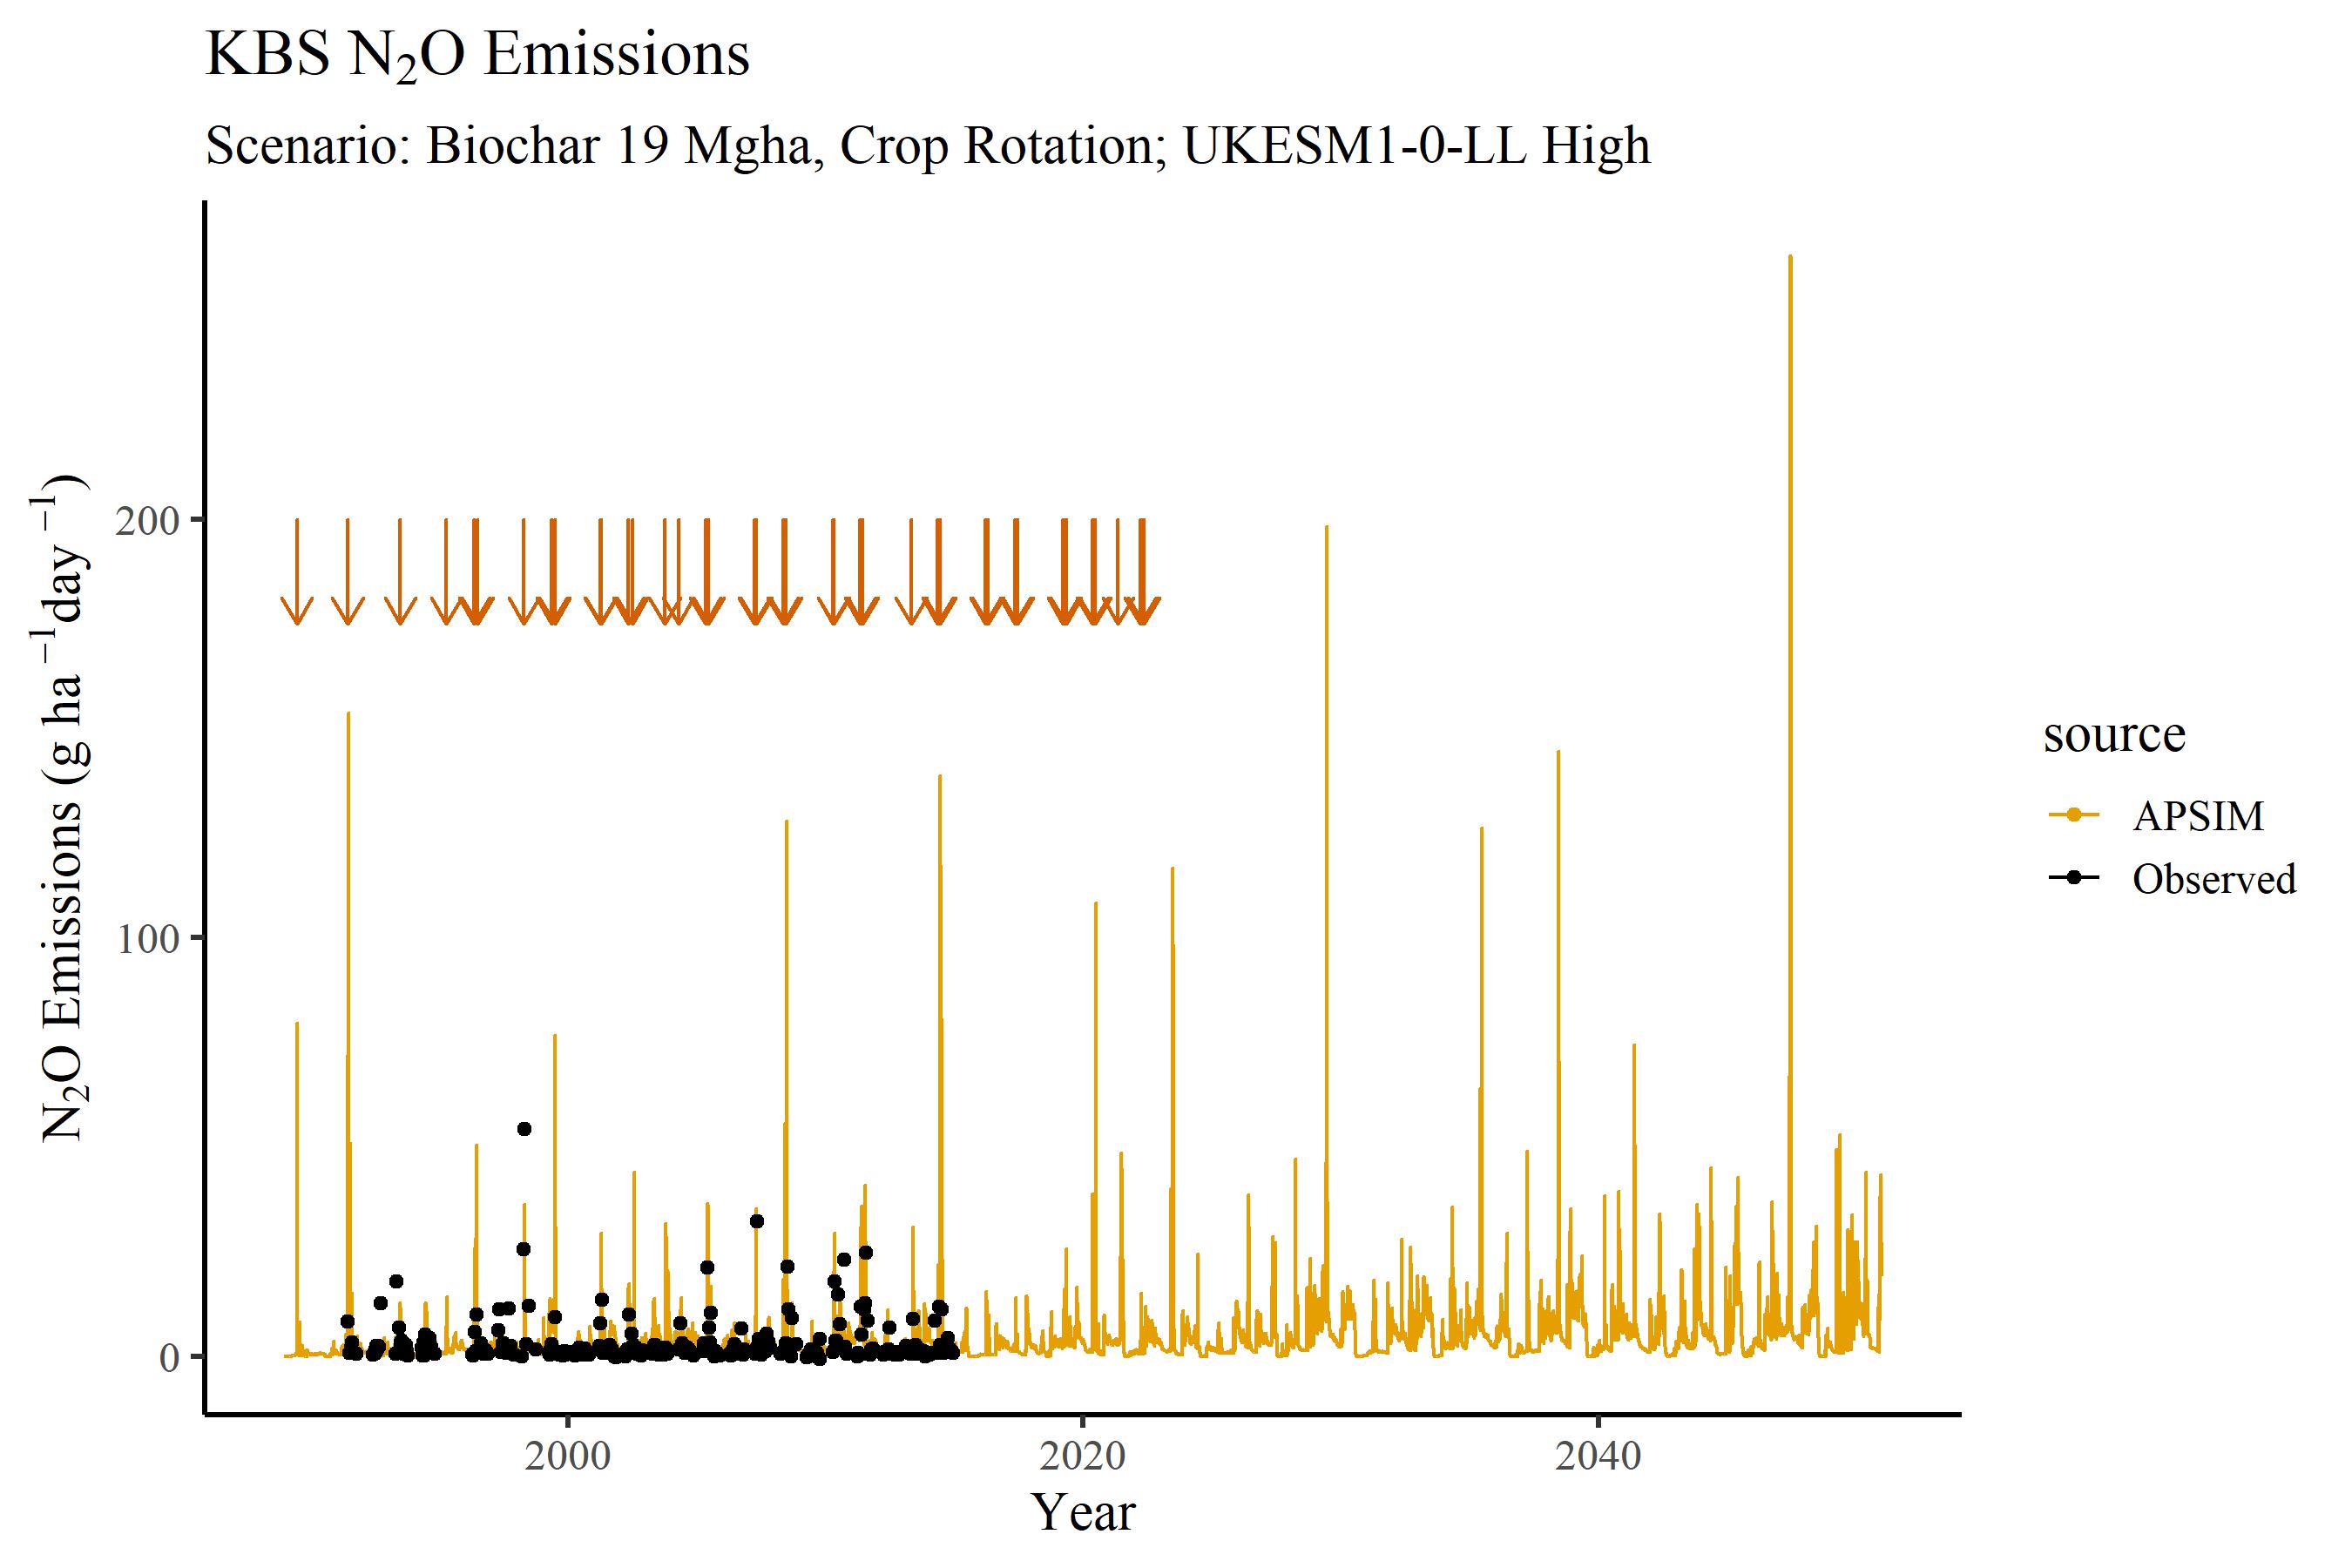 KBS N₂O Emissions
Scenario: Biochar 19 Mgha, Crop Rotation; UKESM1-0-LL High
N₂O Emissions (g ha ⁻¹day ⁻¹)
200
100
0
2000
2020
2040
Year
source
APSIM
Observed